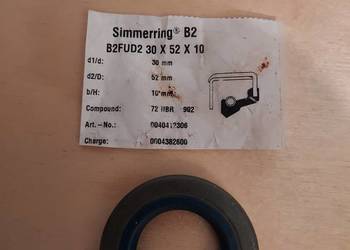 Simmerring® B2
B2FUD2 30 X 52 X 10
d1/d: 30 mm
d2/D: 52 mm
b/H: 10 mm
Compound: 72 NBR 902
Art.-No.:
Charge: